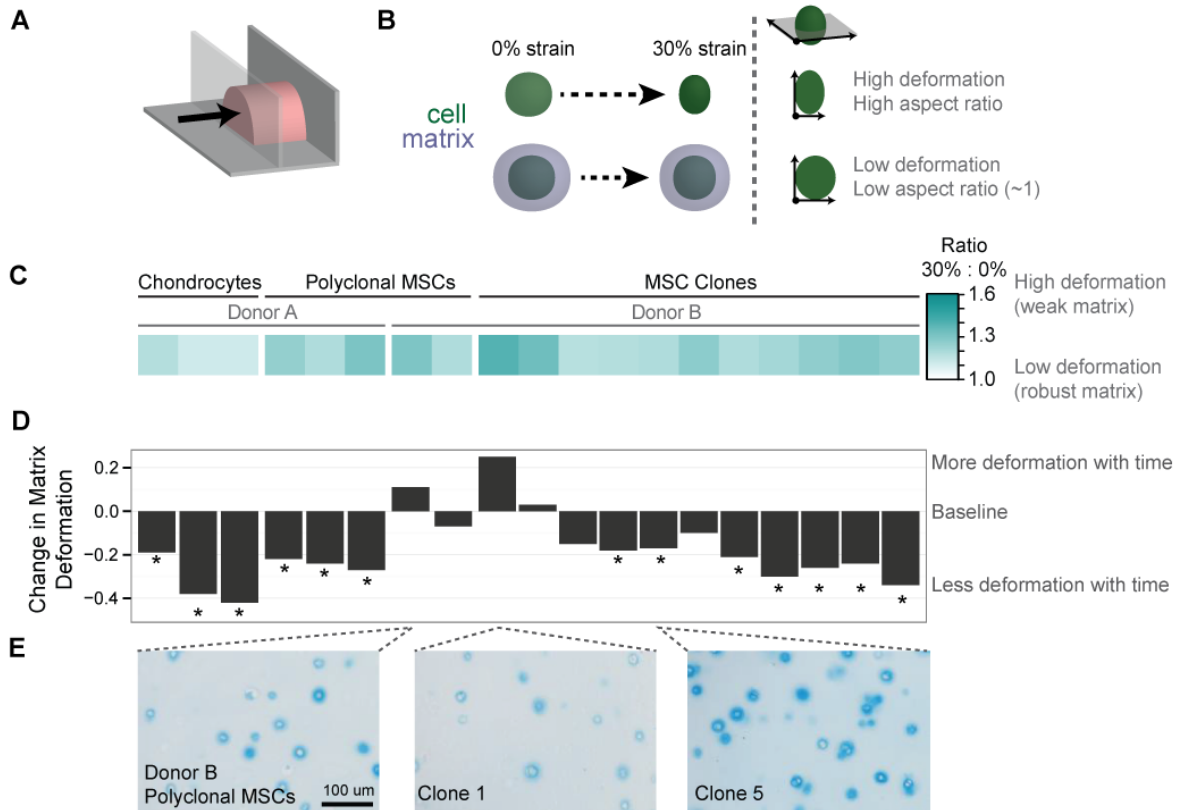 A
B
0% strain
30% strain
cell
matrix
High deformation
High aspect ratio
Low deformation
Low aspect ratio (~1)
C
Chondrocytes
Polyclonal MSCs
MSC Clones
Donor A
Donor B
Ratio
30% : 0%
1.6
1.3
1.0
High deformation
(weak matrix)
Low deformation
(robust matrix)
D
Change in Matrix
Deformation
0.2
0.0
−0.2
−0.4
* * * * * * * * * * * * *
More deformation with time
Baseline
Less deformation with time
E
Donor B
Polyclonal MSCs
100 um
Clone 1
Clone 5